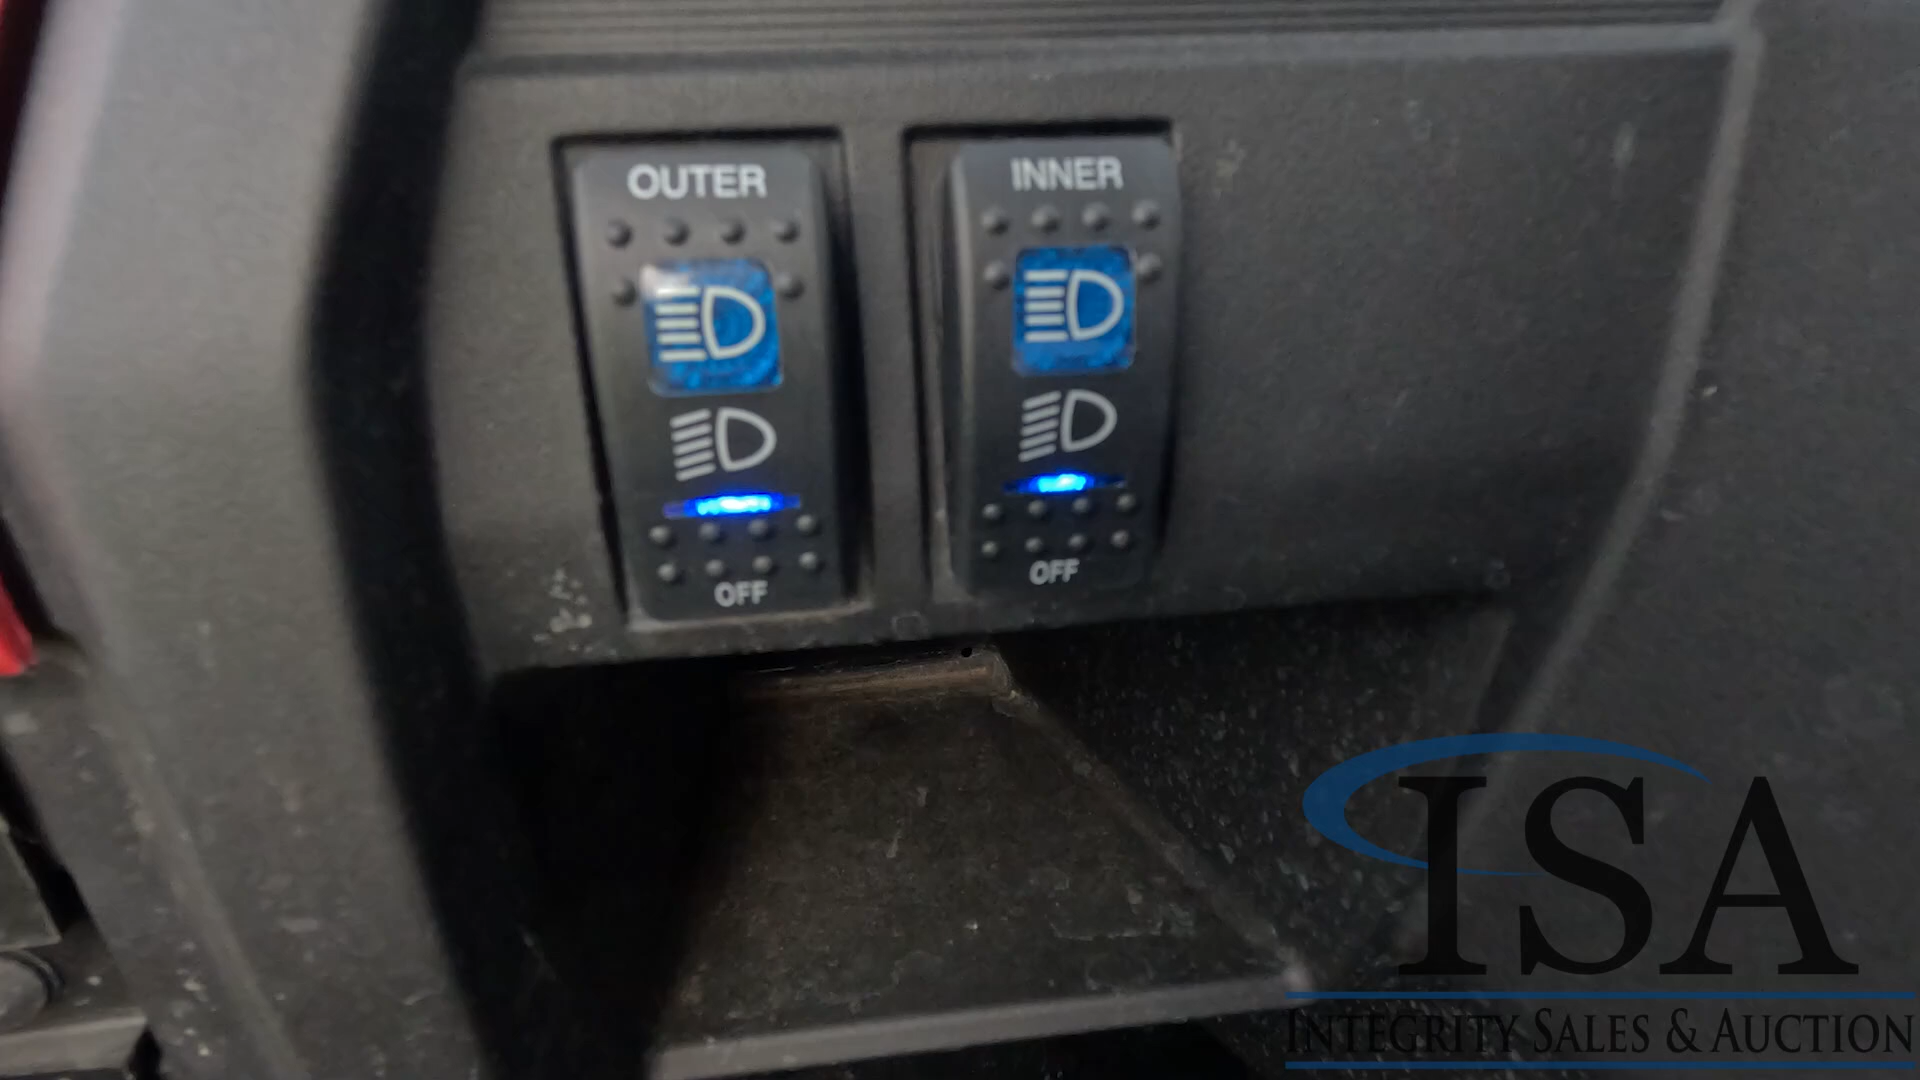 OUTER
INNER
OFF
OFF
ISA
INTEGRITY SALES & AUCTION